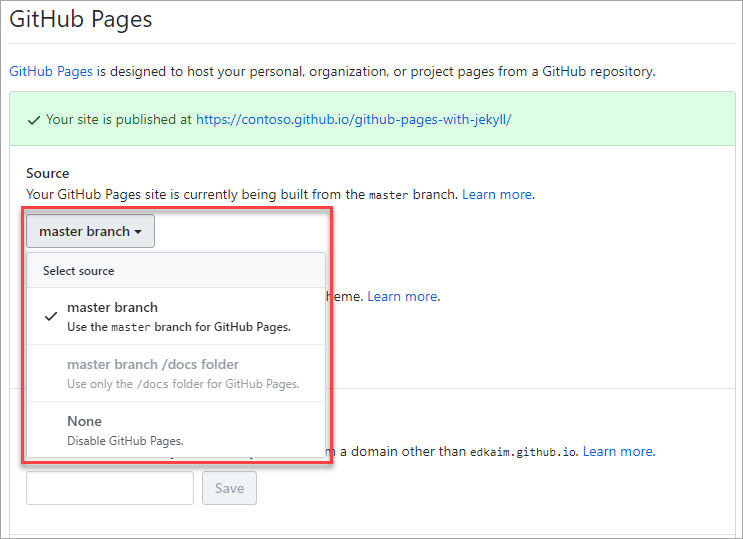 GitHub Pages
GitHub Pages is designed to host your personal, organization, or project pages from a GitHub repository.
Your site is published at https://contoso.github.io/github-pages-with-jekyll/
Source
Your GitHub Pages site is currently being built from the master branch. Learn more.
master branch
Select source
master branch
Use the master branch for GitHub Pages.
heme. Learn more.
master branch /docs folder
Use only the /docs folder for GitHub Pages.
None
Disable GitHub Pages.
a domain other than edkaim.github.io. Learn more.
Save